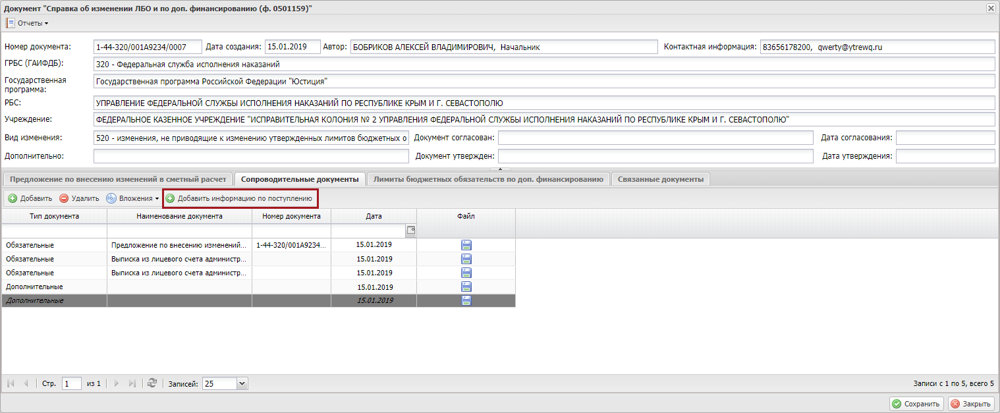 Документ "Справка об изменении ЛБО и по доп. финансированию (ф. 0501159)"
Отчеты
Номер документа: 1-44-320/001A9234/0007 Дата создания: 15.01.2019 Автор: БОБРИКОВ АЛЕКСЕЙ ВЛАДИМИРОВИЧ, Начальник Контактная информация: 83656178200, qwerty@ytrewq.ru
ГРБС (ГАИФДБ): 320 - Федеральная служба исполнения наказаний
Государственная программа: Государственная программа Российской Федерации "Юстиция"
РБС: УПРАВЛЕНИЕ ФЕДЕРАЛЬНОЙ СЛУЖБЫ ИСПОЛНЕНИЯ НАКАЗАНИЙ ПО РЕСПУБЛИКЕ КРЫМ И Г. СЕВАСТОПОЛЮ
Учреждение: ФЕДЕРАЛЬНОЕ КАЗЕННОЕ УЧРЕЖДЕНИЕ "ИСПРАВИТЕЛЬНАЯ КОЛОНИЯ № 2 УПРАВЛЕНИЯ ФЕДЕРАЛЬНОЙ СЛУЖБЫ ИСПОЛНЕНИЯ НАКАЗАНИЙ ПО РЕСПУБЛИКЕ КРЫМ И Г. СЕВАСТОПОЛЮ"
Вид изменения: 520 - изменения, не приводящие к изменению утвержденных лимитов бюджетных о Документ согласован: Дата согласования:
Дополнительно: Документ утвержден: Дата утверждения:
Предложение по внесению изменений в сметный расчет Сопроводительные документы Лимиты бюджетных обязательств по доп. финансированию Связанные документы
Добавить Удалить Вложения Добавить информацию по поступлению
Тип документа Наименование документа Номер документа Дата Файл
Обязательные Предложение по внесению изменений... 1-44-320/001A9234... 15.01.2019
Обязательные Выписка из лицевого счета администр... 15.01.2019
Обязательные Выписка из лицевого счета администр... 15.01.2019
Дополнительные 15.01.2019
Дополнительные 15.01.2019
Стр. 1 из 1 Записей: 25 Записи с 1 по 5, всего 5
Сохранить Закрыть